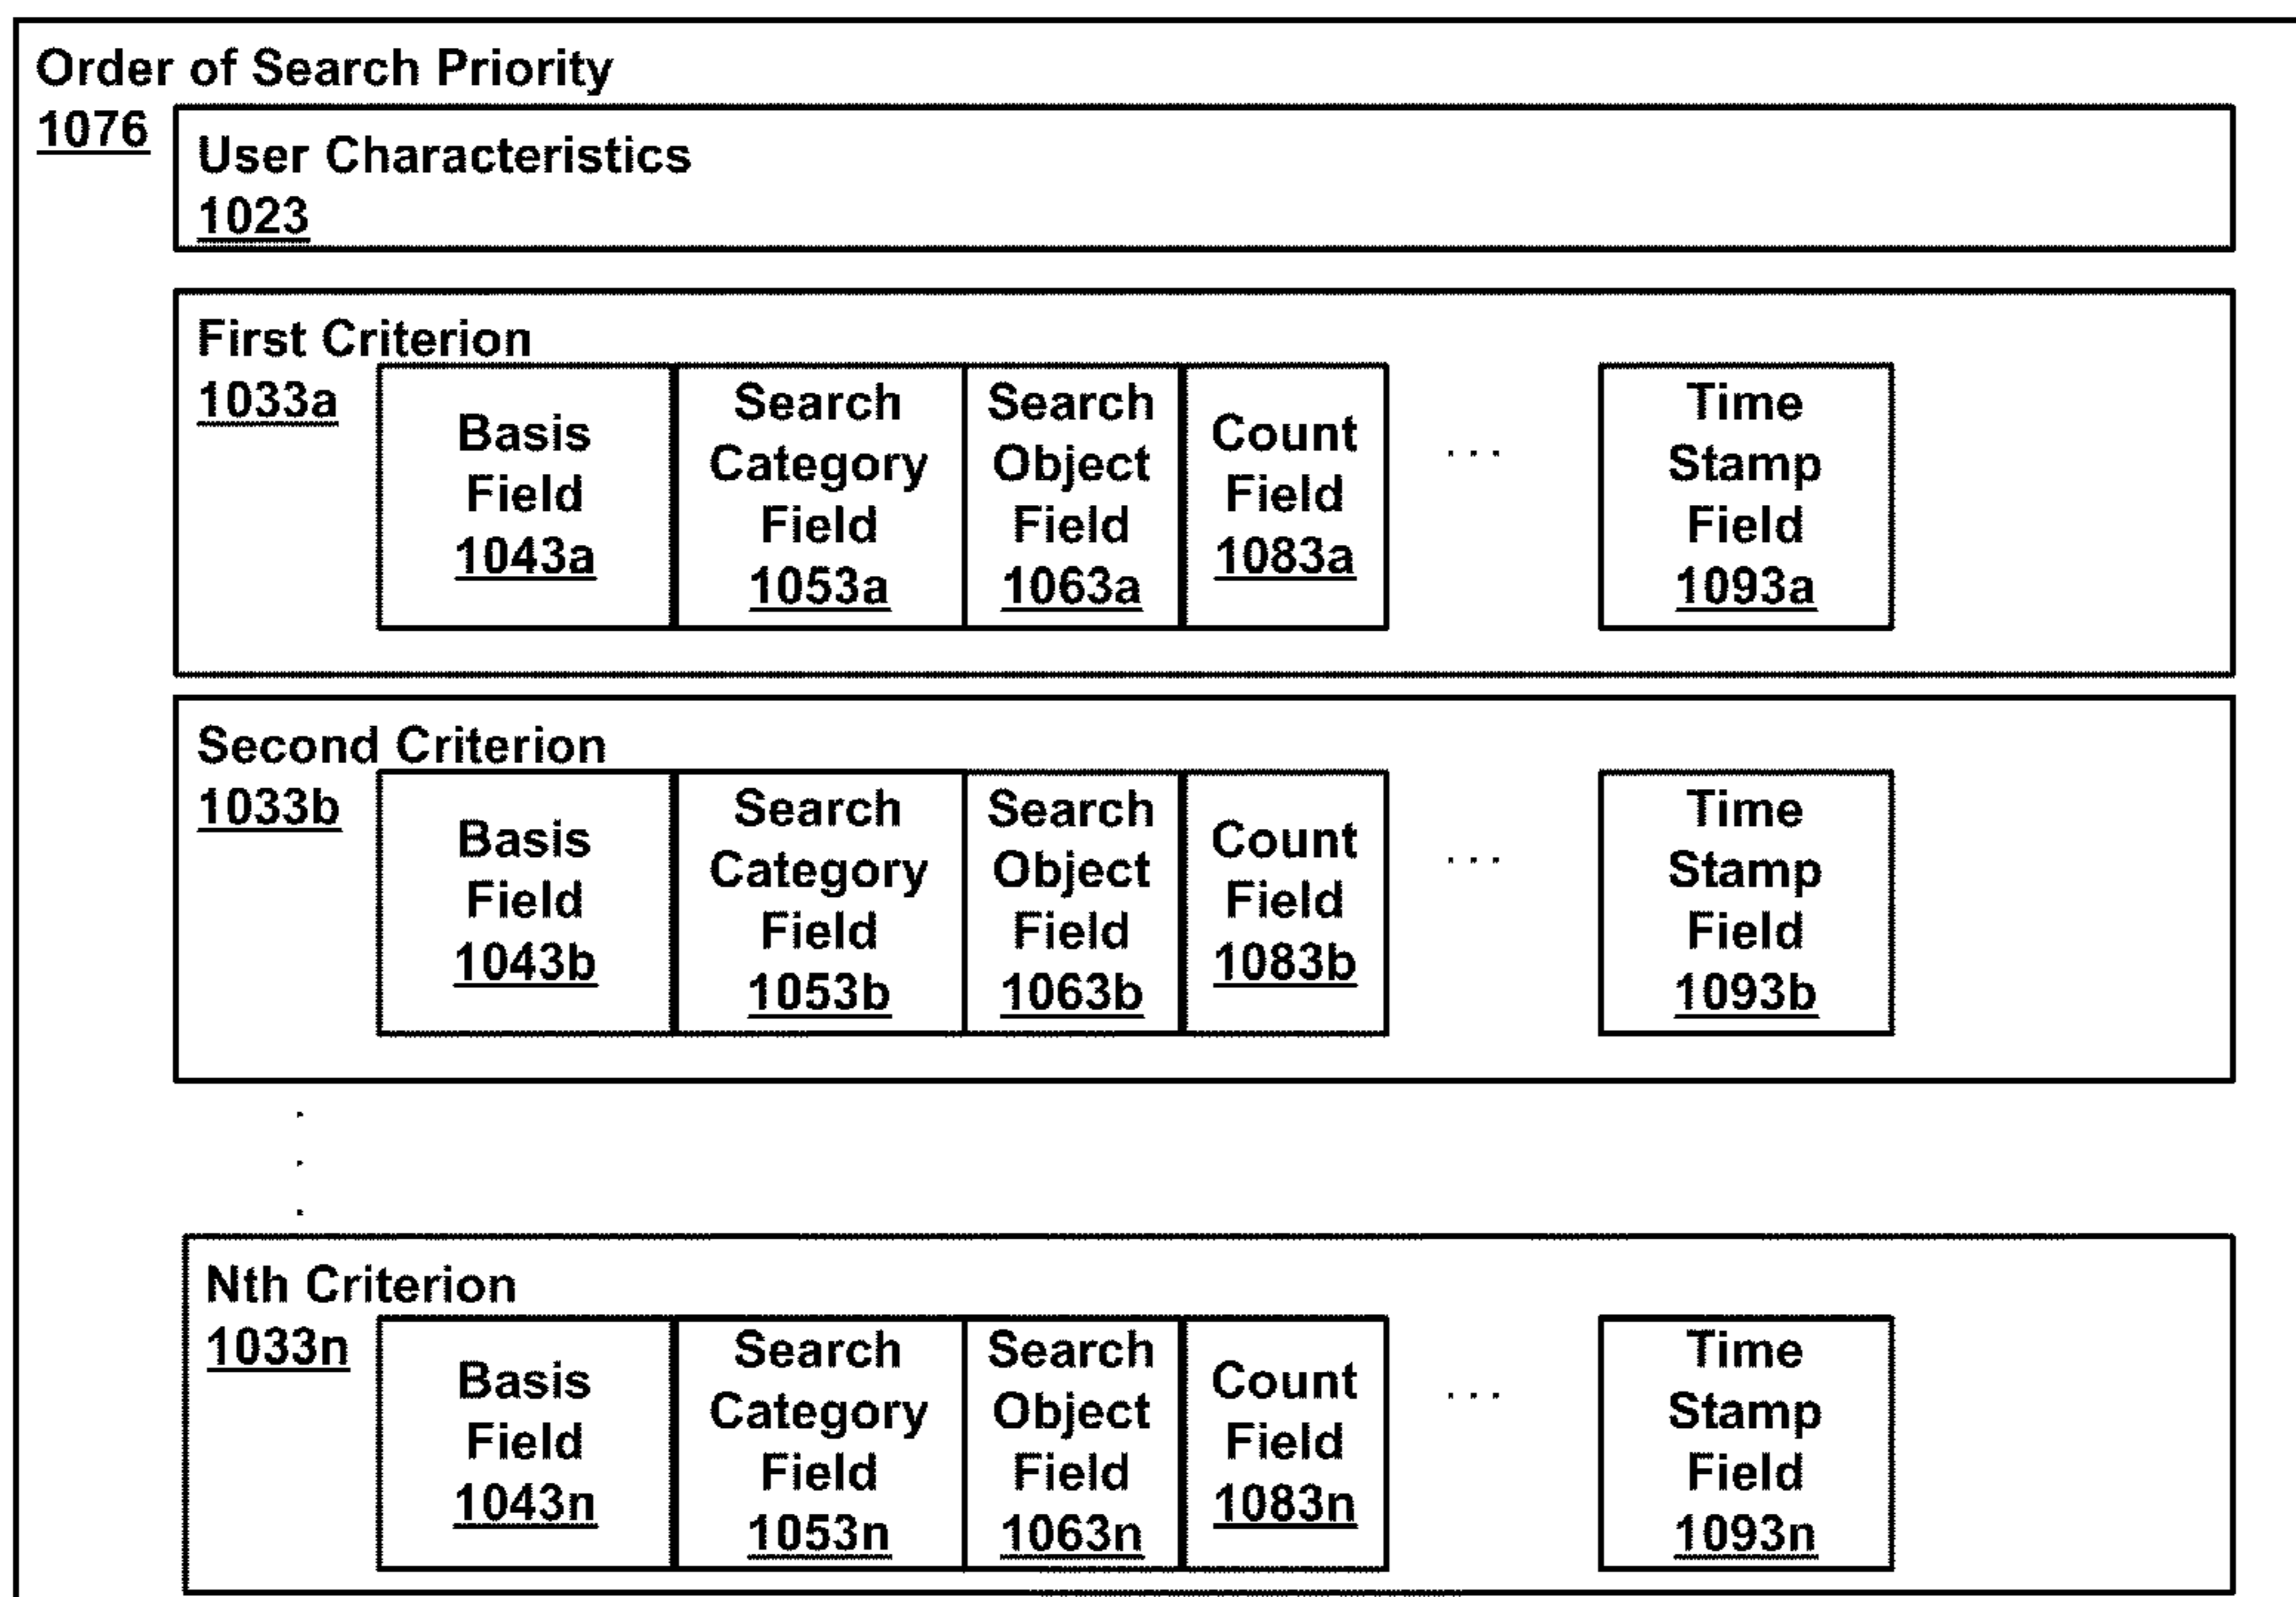 Order of Search Priority
1076
User Characteristics
1023
First Criterion
1033a
Basis
Field
1043a
Search
Category
Field
1053a
Search
Object
Field
1063a
Count
Field
1083a
. . .
Time
Stamp
Field
1093a
Second Criterion
1033b
Basis
Field
1043b
Search
Category
Field
1053b
Search
Object
Field
1063b
Count
Field
1083b
. . .
Time
Stamp
Field
1093b
.
.
.
Nth Criterion
1033n
Basis
Field
1043n
Search
Category
Field
1053n
Search
Object
Field
1063n
Count
Field
1083n
. . .
Time
Stamp
Field
1093n